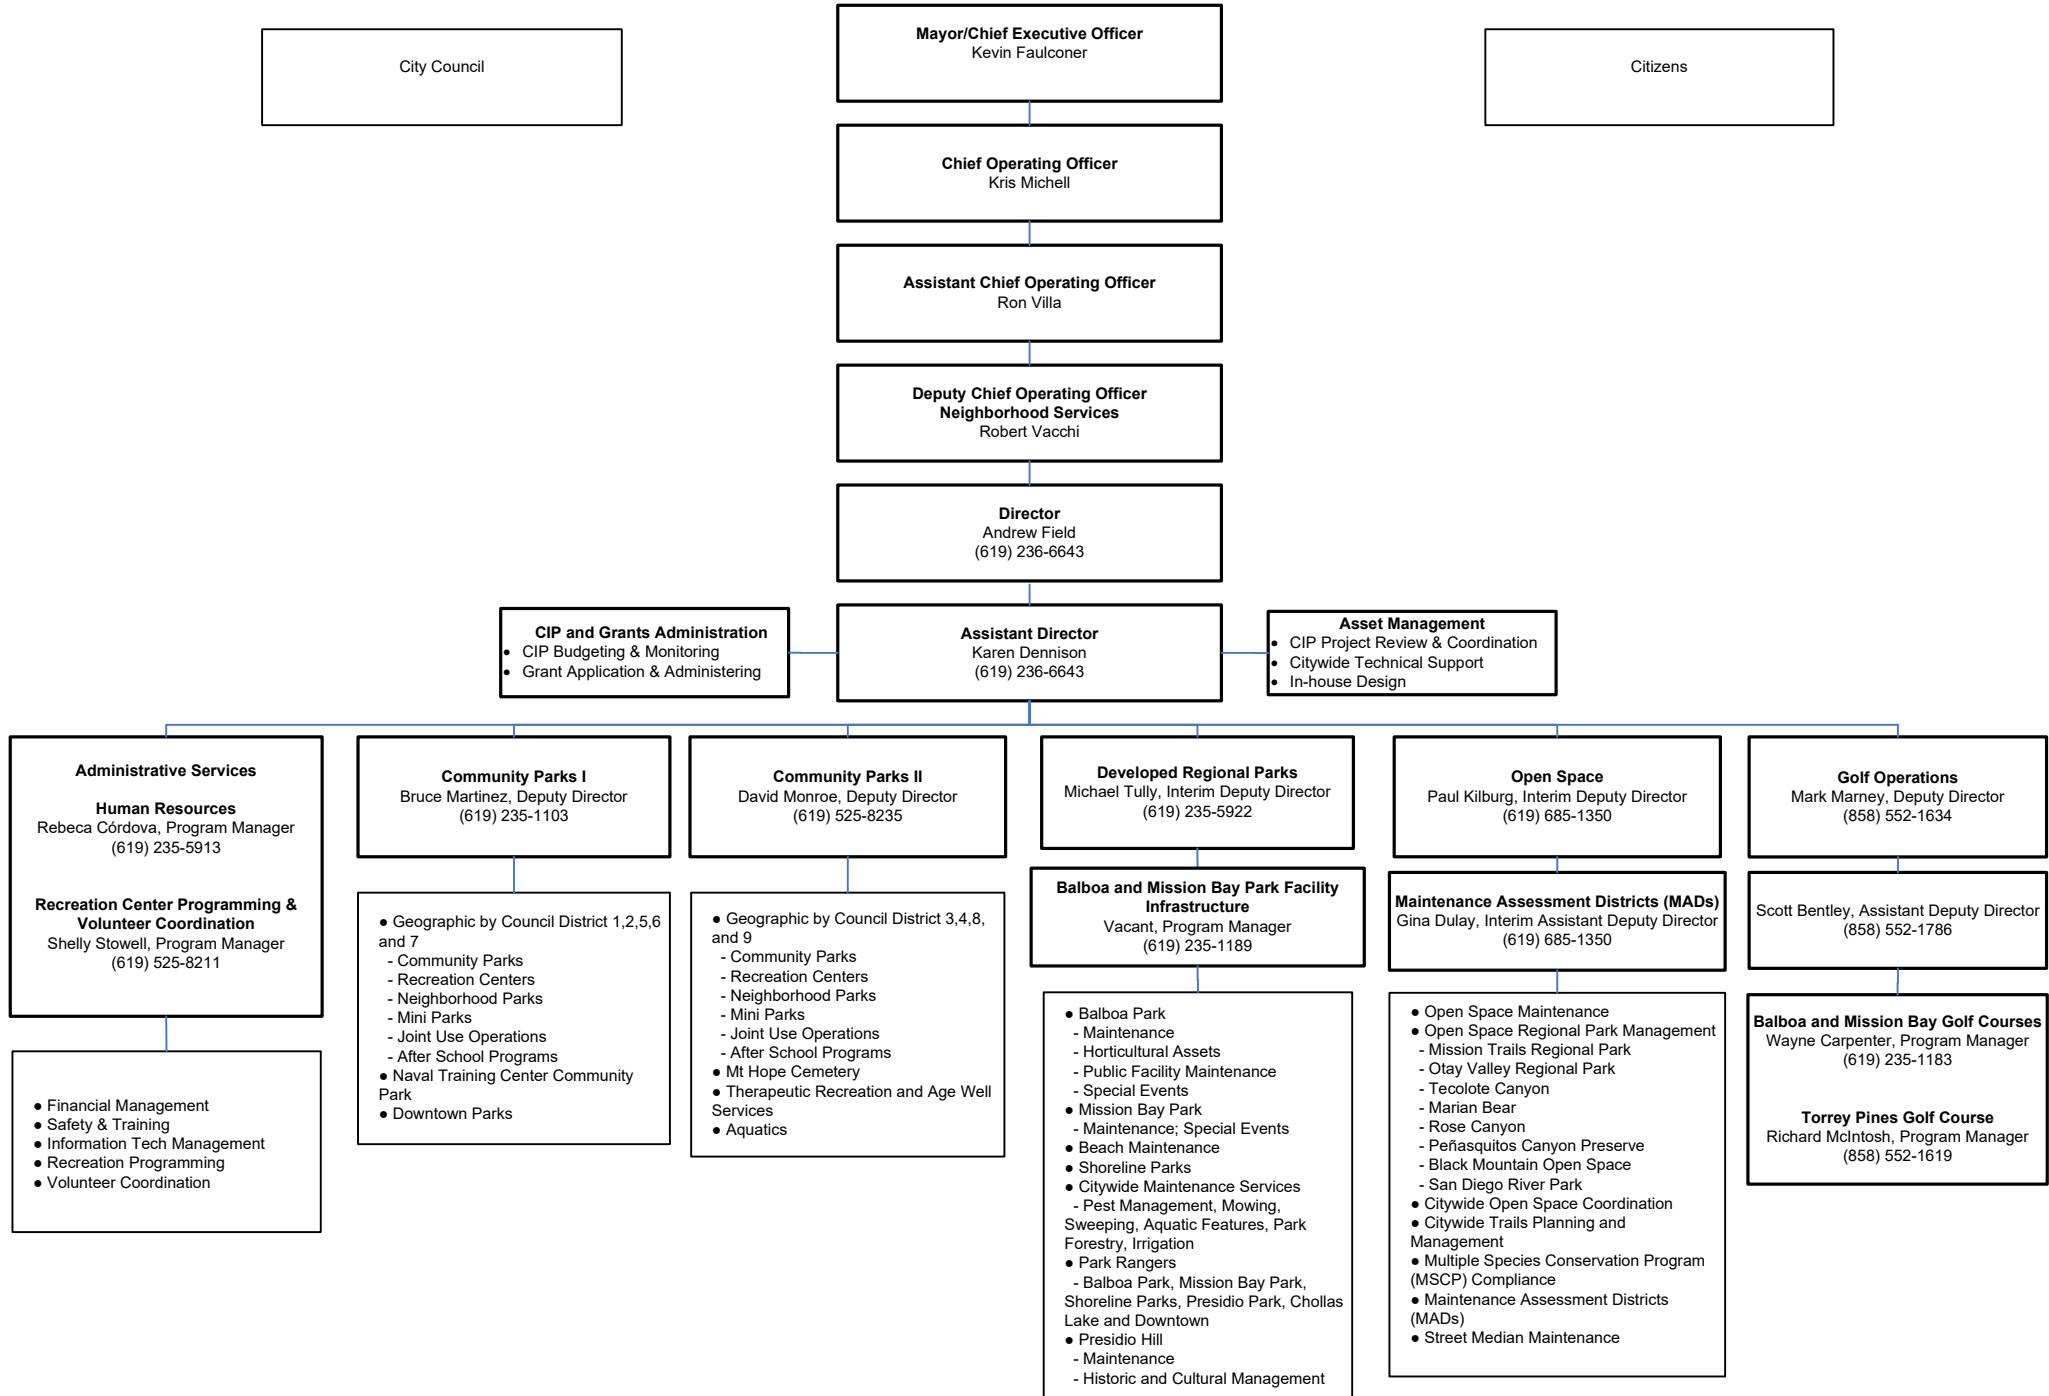 City Council
Mayor/Chief Executive Officer
Kevin Faulconer
Citizens
Chief Operating Officer
Kris Michell
Assistant Chief Operating Officer
Ron Villa
Deputy Chief Operating Officer
Neighborhood Services
Robert Vacchi
Director
Andrew Field
(619) 236-6643
CIP and Grants Administration
• CIP Budgeting & Monitoring
• Grant Application & Administering
Assistant Director
Karen Dennison
(619) 236-6643
Asset Management
• CIP Project Review & Coordination
• Citywide Technical Support
• In-house Design
Administrative Services
Human Resources
Rebeca Córdova, Program Manager
(619) 235-5913
Recreation Center Programming &
Volunteer Coordination
Shelly Stowell, Program Manager
(619) 525-8211
● Financial Management
● Safety & Training
● Information Tech Management
● Recreation Programming
● Volunteer Coordination
Community Parks I
Bruce Martinez, Deputy Director
(619) 235-1103
● Geographic by Council District 1,2,5,6
and 7
- Community Parks
- Recreation Centers
- Neighborhood Parks
- Mini Parks
- Joint Use Operations
- After School Programs
● Naval Training Center Community
Park
● Downtown Parks
Community Parks II
David Monroe, Deputy Director
(619) 525-8235
● Geographic by Council District 3,4,8,
and 9
- Community Parks
- Recreation Centers
- Neighborhood Parks
- Mini Parks
- Joint Use Operations
- After School Programs
● Mt Hope Cemetery
● Therapeutic Recreation and Age Well
Services
● Aquatics
Developed Regional Parks
Michael Tully, Interim Deputy Director
(619) 235-5922
Balboa and Mission Bay Park Facility
Infrastructure
Vacant, Program Manager
(619) 235-1189
● Balboa Park
- Maintenance
- Horticultural Assets
- Public Facility Maintenance
- Special Events
● Mission Bay Park
- Maintenance; Special Events
● Beach Maintenance
● Shoreline Parks
● Citywide Maintenance Services
- Pest Management, Mowing,
Sweeping, Aquatic Features, Park
Forestry, Irrigation
● Park Rangers
- Balboa Park, Mission Bay Park,
Shoreline Parks, Presidio Park, Chollas
Lake and Downtown
● Presidio Hill
- Maintenance
- Historic and Cultural Management
Open Space
Paul Kilburg, Interim Deputy Director
(619) 685-1350
Maintenance Assessment Districts (MADs)
Gina Dulay, Interim Assistant Deputy Director
(619) 685-1350
● Open Space Maintenance
● Open Space Regional Park Management
- Mission Trails Regional Park
- Otay Valley Regional Park
- Tecolote Canyon
- Marian Bear
- Rose Canyon
- Peñasquitos Canyon Preserve
- Black Mountain Open Space
- San Diego River Park
● Citywide Open Space Coordination
● Citywide Trails Planning and
Management
● Multiple Species Conservation Program
(MSCP) Compliance
● Maintenance Assessment Districts
(MADs)
● Street Median Maintenance
Golf Operations
Mark Marney, Deputy Director
(858) 552-1634
Scott Bentley, Assistant Deputy Director
(858) 552-1786
Balboa and Mission Bay Golf Courses
Wayne Carpenter, Program Manager
(619) 235-1183
Torrey Pines Golf Course
Richard McIntosh, Program Manager
(858) 552-1619